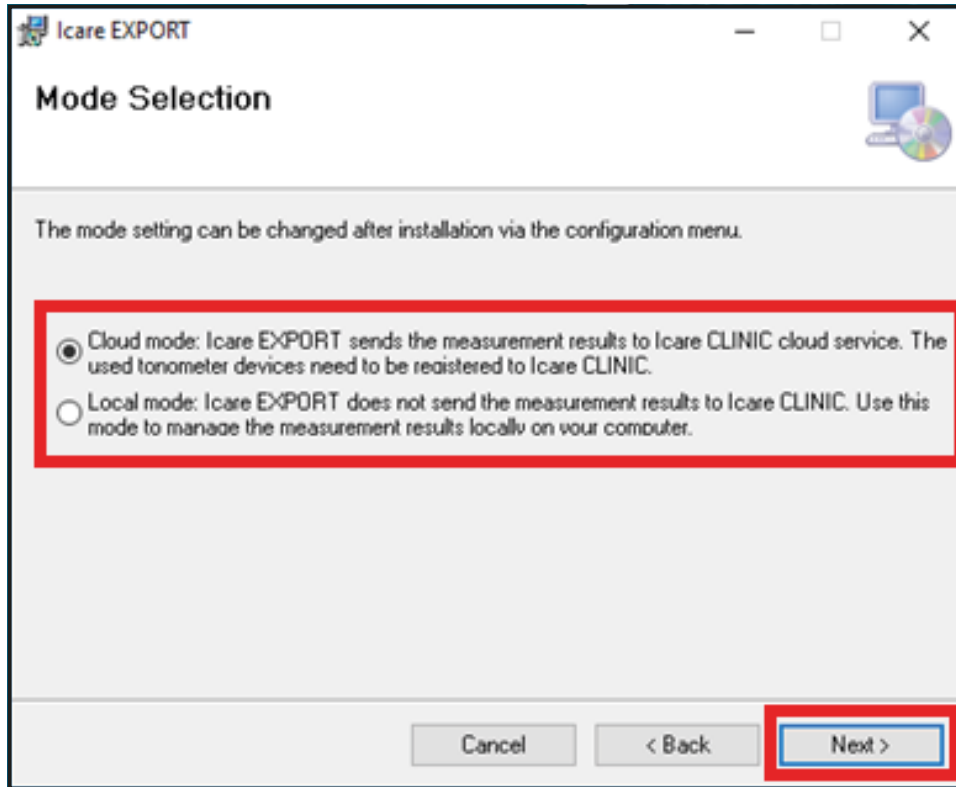 Icare EXPORT
Mode Selection
The mode setting can be changed after installation via the configuration menu.
Cloud mode: Icare EXPORT sends the measurement results to Icare CLINIC cloud service. The
used tonometer devices need to be registered to Icare CLINIC.
Local mode: Icare EXPORT does not send the measurement results to Icare CLINIC. Use this
mode to manage the measurement results locally on your computer.
Cancel
< Back
Next >